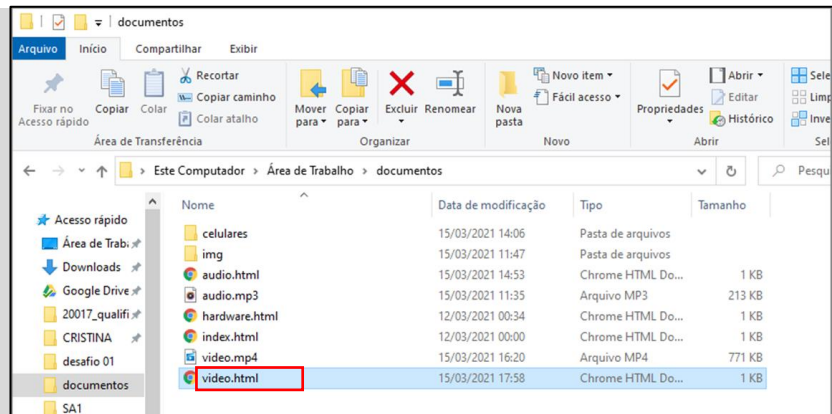 documentos
Arquivo Início Compartilhar Exibir
Fixar no Acesso rápido
Copiar
Colar
Recortar
Copiar caminho
Colar atalho
Mover para
Copiar para
Excluir
Renomear
Nova pasta
Novo item
Fácil acesso
Propriedades
Abrir
Editar
Histórico
Sele
Limp
Inve
Área de Transferência Organizar Novo Abrir Sel
Este Computador > Área de Trabalho > documentos
Pesqu
Acesso rápido
Área de Traba
Downloads
Google Drive
20017_qualifi
CRISTINA
desafio 01
documentos
SA1
Nome Data de modificação Tipo Tamanho
celulares 15/03/2021 14:06 Pasta de arquivos
img 15/03/2021 11:47 Pasta de arquivos
audio.html 15/03/2021 14:53 Chrome HTML Do... 1 KB
audio.mp3 15/03/2021 11:35 Arquivo MP3 213 KB
hardware.html 12/03/2021 00:34 Chrome HTML Do... 1 KB
index.html 12/03/2021 00:00 Chrome HTML Do... 1 KB
video.mp4 15/03/2021 16:20 Arquivo MP4 771 KB
video.html 15/03/2021 17:58 Chrome HTML Do... 1 KB